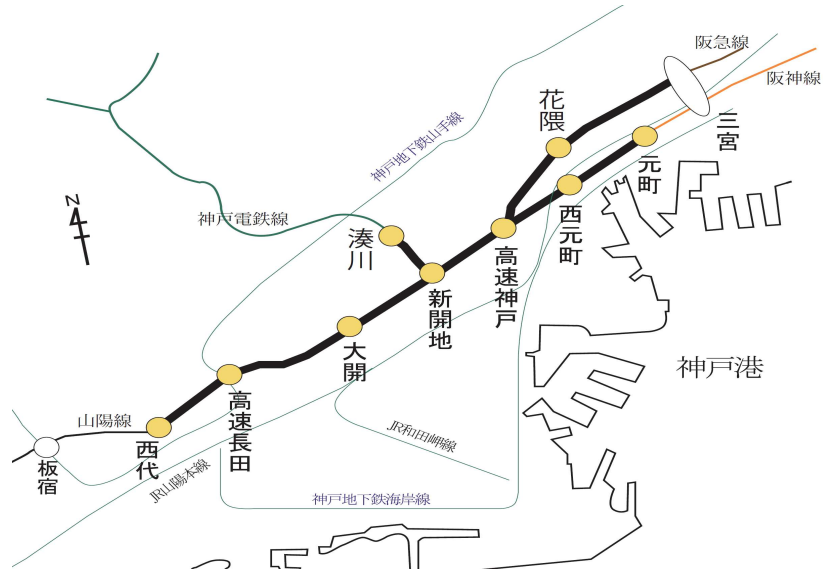 阪急線
阪神線
花隈
三宮
神戸地下鉄山手線
元町
N
神戸電鉄線
西元町
湊川
高速神戸
新開地
大開
神戸港
高速長田
山陽線
西代
板宿
JR和田岬線
JR山陽本線
神戸地下鉄海岸線